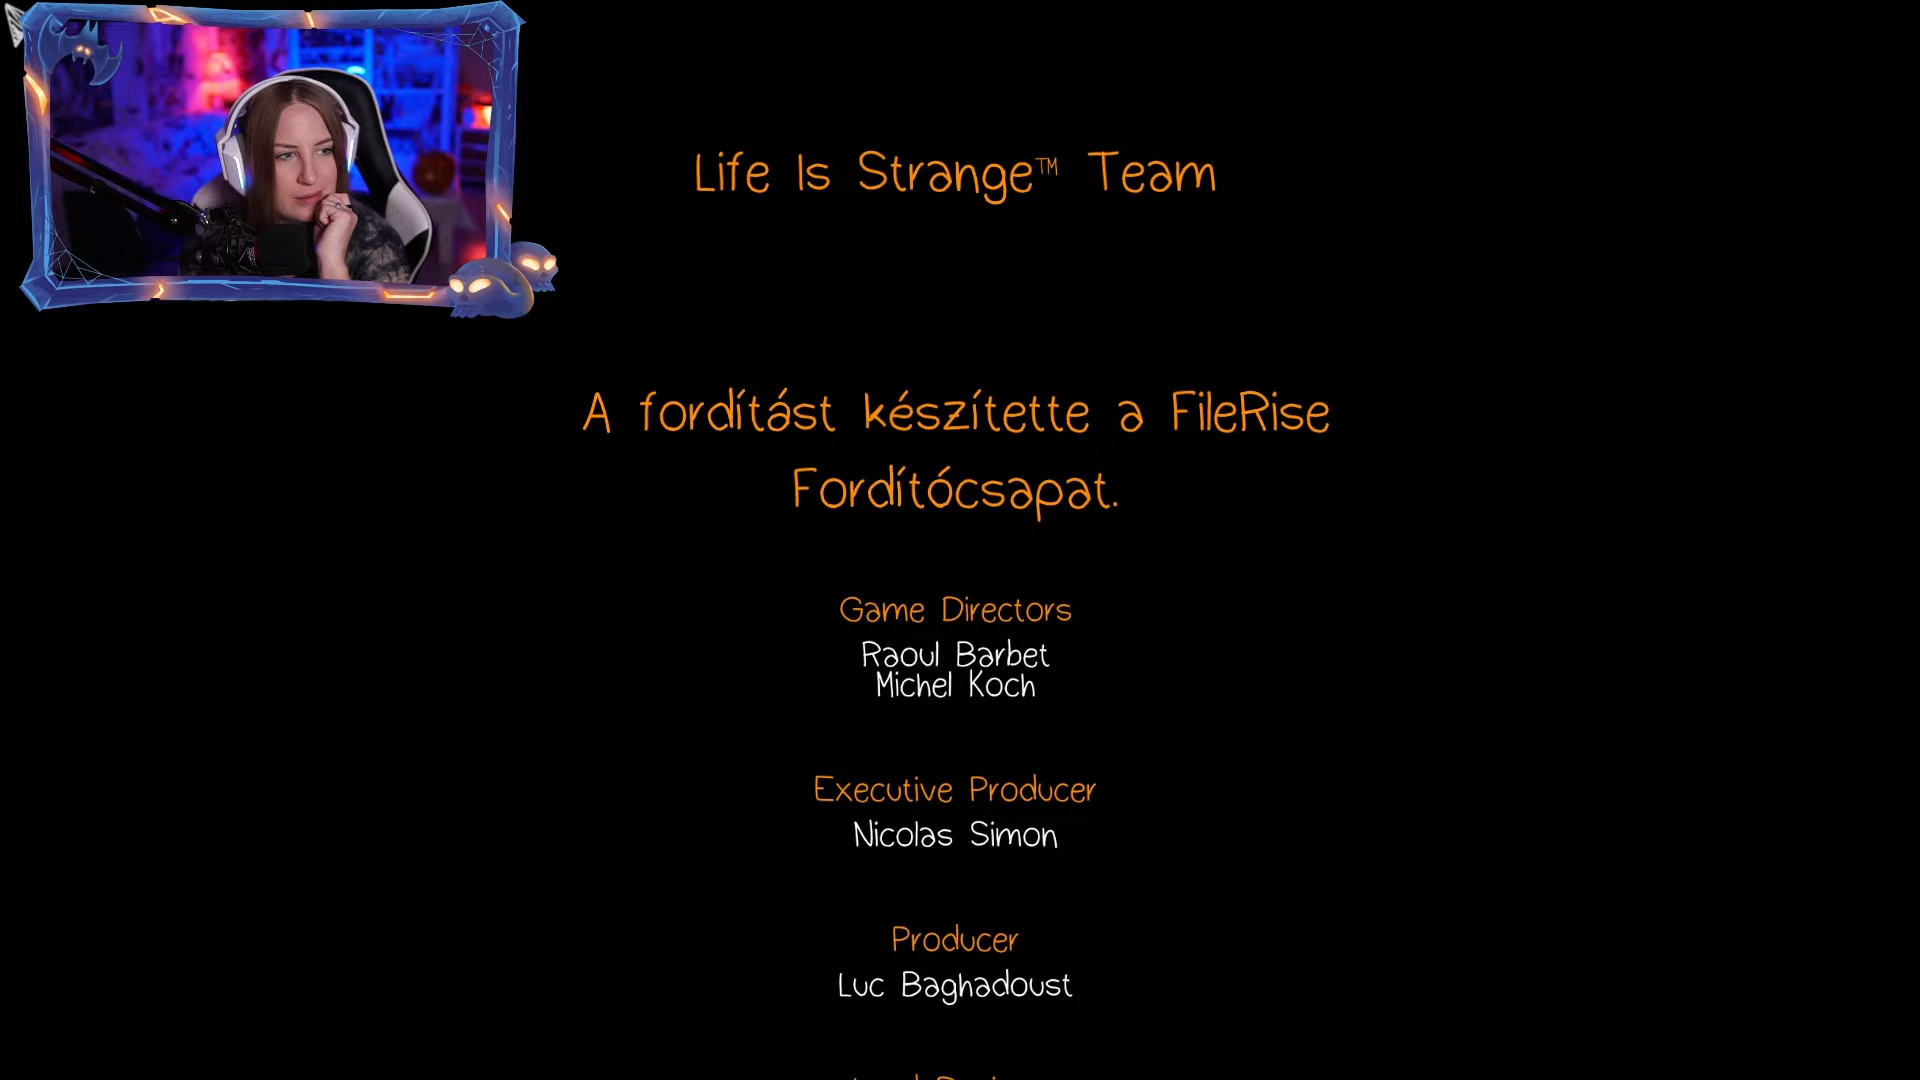 Life Is Strange™ Team
A fordítást készítette a FileRise
Fordítócsapat.
Game Directors
Raoul Barbet
Michel Koch
Executive Producer
Nicolas Simon
Producer
Luc Baghadoust